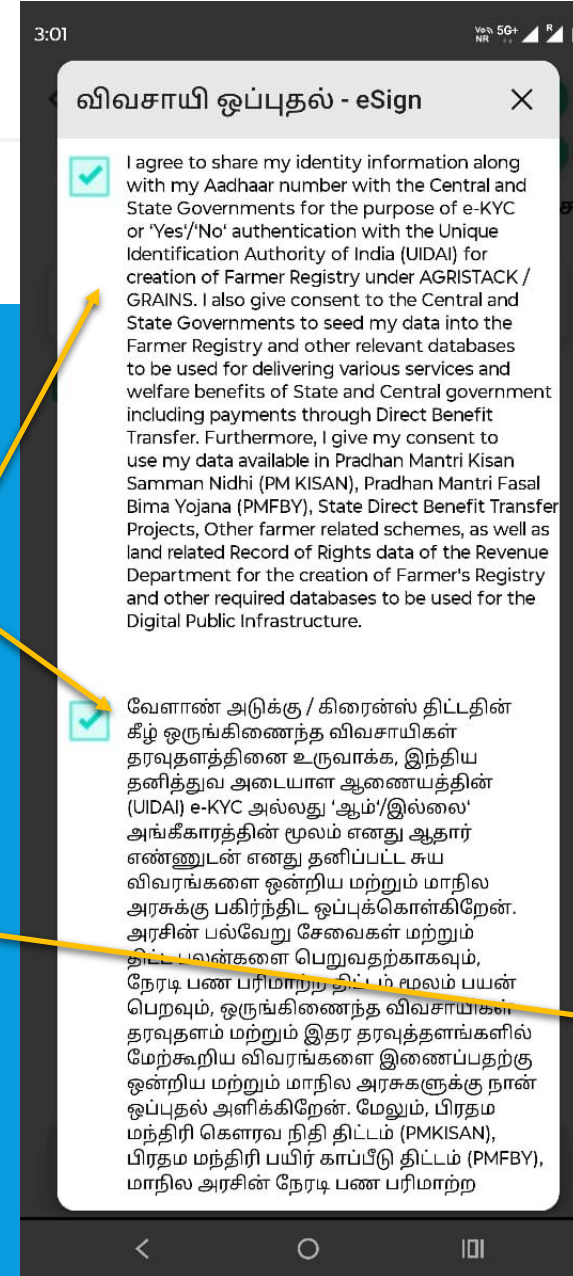 3:01
Vo 5G+
NR
R
விவசாயி ஒப்புதல் - eSign
I agree to share my identity information along
with my Aadhaar number with the Central and
State Governments for the purpose of e-KYC
or 'Yes'/'No' authentication with the Unique
Identification Authority of India (UIDAI) for
creation of Farmer Registry under AGRISTACK /
GRAINS. I also give consent to the Central and
State Governments to seed my data into the
Farmer Registry and other relevant databases
to be used for delivering various services and
welfare benefits of State and Central government
including payments through Direct Benefit
Transfer. Furthermore, I give my consent to
use my data available in Pradhan Mantri Kisan
Samman Nidhi (PM KISAN), Pradhan Mantri Fasal
Bima Yojana (PMFBY), State Direct Benefit Transfer
Projects, Other farmer related schemes, as well as
land related Record of Rights data of the Revenue
Department for the creation of Farmer's Registry
and other required databases to be used for the
Digital Public Infrastructure.
வேளாண் அடுக்கு / கிரைன்ஸ் திட்டதின்
கீழ் ஒருங்கிணைந்த விவசாயிகள்
தரவுதளத்தினை உருவாக்க, இந்திய
தனித்துவ அடையாள ஆணையத்தின்
(UIDAI) e-KYC அல்லது ‘ஆம்’/இல்லை‘
அங்கீகாரத்தின் மூலம் எனது ஆதார்
எண்ணுடன் எனது தனிப்பட்ட சுய
விவரங்களை ஒன்றிய மற்றும் மாநில
அரசுக்கு பகிர்ந்திட ஒப்புக்கொள்கிறேன்.
அரசின் பல்வேறு சேவைகள் மற்றும்
திட்டபலன்களை பெறுவதற்காகவும்,
நேரடி பண பரிமாற்ற திட்டம் மூலம் பயன்
பெறவும், ஒருங்கிணைந்த விவசாயிகள்
தரவுதளம் மற்றும் இதர தரவுத்தளங்களில்
மேற்கூறிய விவரங்களை இணைப்பதற்கு
ஒன்றிய மற்றும் மாநில அரசுகளுக்கு நான்
ஒப்புதல் அளிக்கிறேன். மேலும், பிரதம
மந்திரி கௌரவ நிதி திட்டம் (PMKISAN),
பிரதம மந்திரி பயிர் காப்பீடு திட்டம் (PMFBY),
மாநில அரசின் நேரடி பண பரிமாற்ற